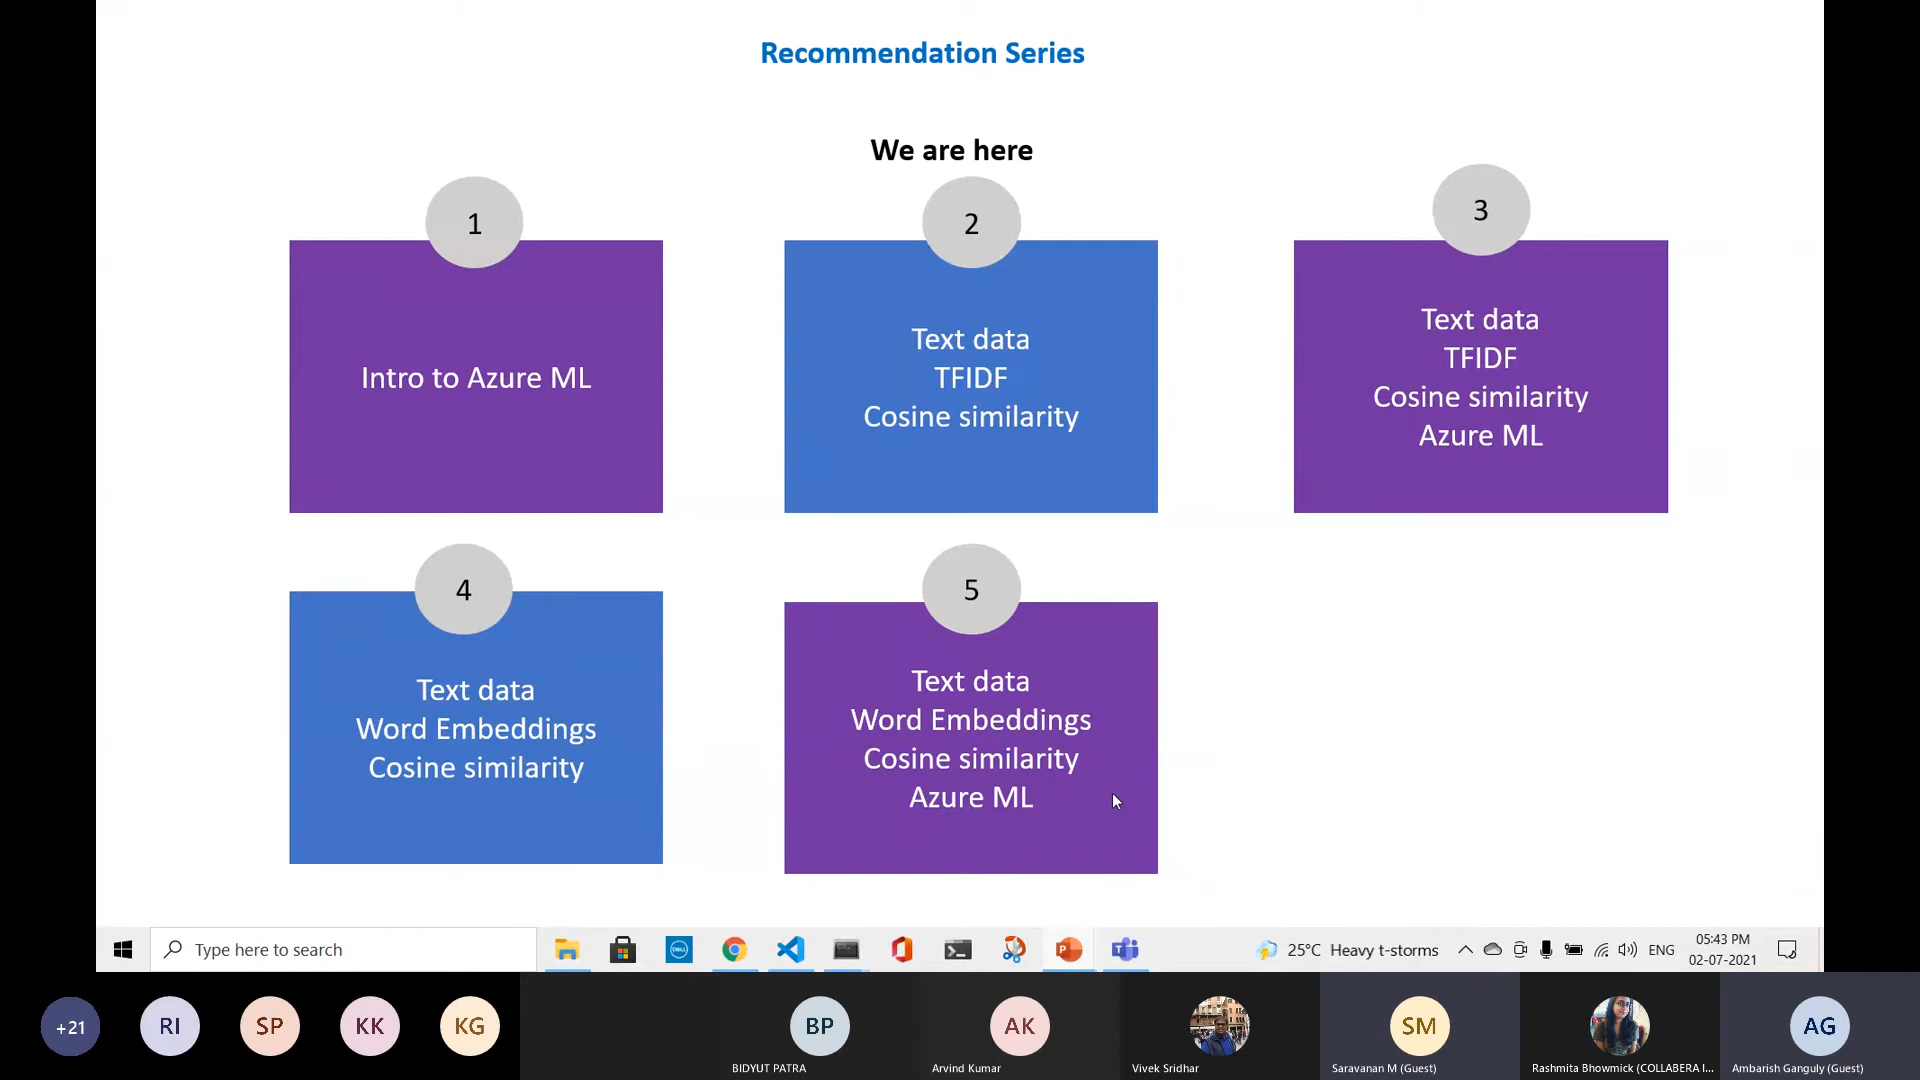 Recommendation Series
We are here
1
2
3
Intro to Azure ML
Text data
TFIDF
Cosine similarity
Text data
TFIDF
Cosine similarity
Azure ML
4
5
Text data
Word Embeddings
Cosine similarity
Text data
Word Embeddings
Cosine similarity
Azure ML
Type here to search
25°C Heavy t-storms
ENG
05:43 PM
02-07-2021
+21
RI
SP
KK
KG
BP
BIDYUT PATRA
AK
Arvind Kumar
Vivek Sridhar
SM
Saravanan M (Guest)
Rashmita Bhowmick (COLLABERA I...
AG
Ambarish Ganguly (Guest)